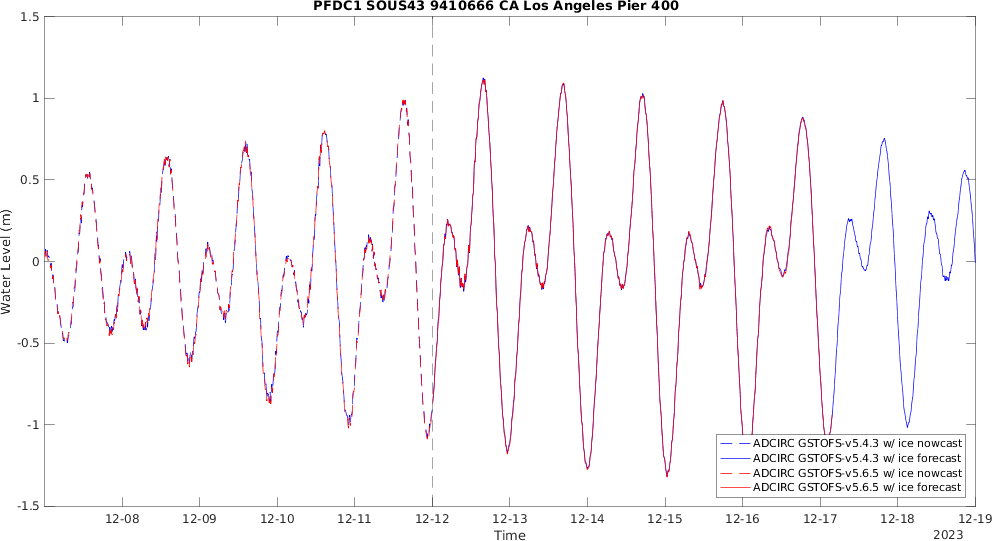 PFDC1 SOUS43 9410666 CA Los Angeles Pier 400
1.5
1
0.5
0
-0.5
-1
-1.5
Water Level (m)
ADCIRC GSTOFS-v5.4.3 w/ ice nowcast
ADCIRC GSTOFS-v5.4.3 w/ ice forecast
ADCIRC GSTOFS-v5.6.5 w/ ice nowcast
ADCIRC GSTOFS-v5.6.5 w/ ice forecast
12-08 12-09 12-10 12-11 12-12 12-13 12-14 12-15 12-16 12-17 12-18 12-19
Time
2023